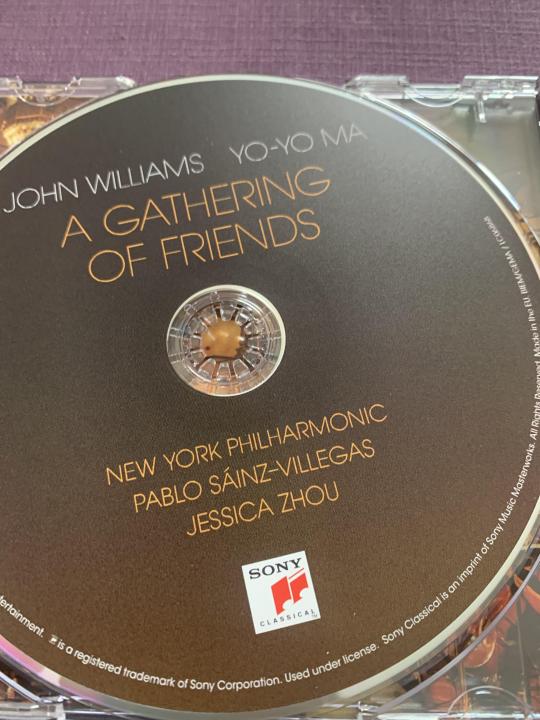 JOHN WILLIAMS YO-YO MA
A GATHERING
OF FRIENDS
NEW YORK PHILHARMONIC
PABLO SÁINZ-VILLEGAS
JESSICA ZHOU
SONY
CLASSICAL
is a registered trademark of Sony Corporation. Used under license. Sony Classical is an imprint of Sony Music Masterworks. All Rights Reserved. Made in the EU. BIEM/GEMA /